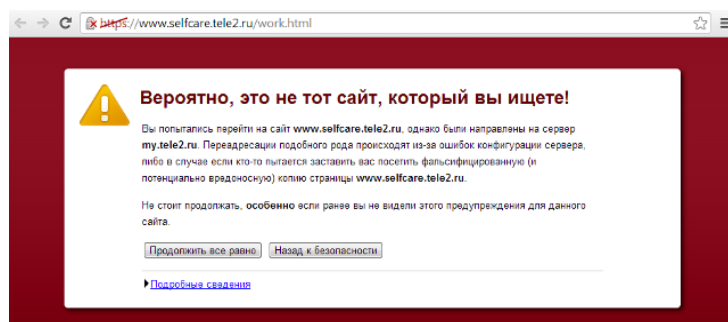 https://www.selfcare.tele2.ru/work.html
Вероятно, это не тот сайт, который вы ищете!
Вы попытались перейти на сайт www.selfcare.tele2.ru, однако были направлены на сервер
my.tele2.ru. Переадресации подобного рода происходят из-за ошибок конфигурации сервера,
либо в случае если кто-то пытается заставить вас посетить фальсифицированную (и
потенциально вредоносную) копию страницы www.selfcare.tele2.ru.
Не стоит продолжать, особенно если ранее вы не видели этого предупреждения для данного
сайта.
Продолжить все равно Назад к безопасности
Подробные сведения